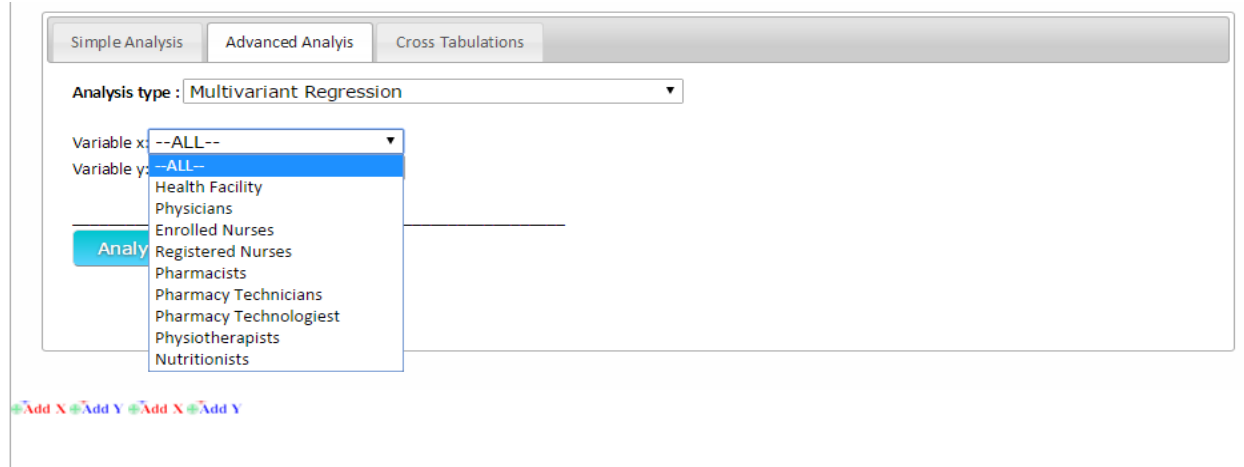 Simple Analysis Advanced Analyis Cross Tabulations
Analysis type : Multivariant Regression
Variable x: --ALL--
Variable y: --ALL--
Health Facility
Physicians
Enrolled Nurses
Analy Registered Nurses
Pharmacists
Pharmacy Technicians
Pharmacy Technologiest
Physiotherapists
Nutritionists
Add X Add Y Add X Add Y